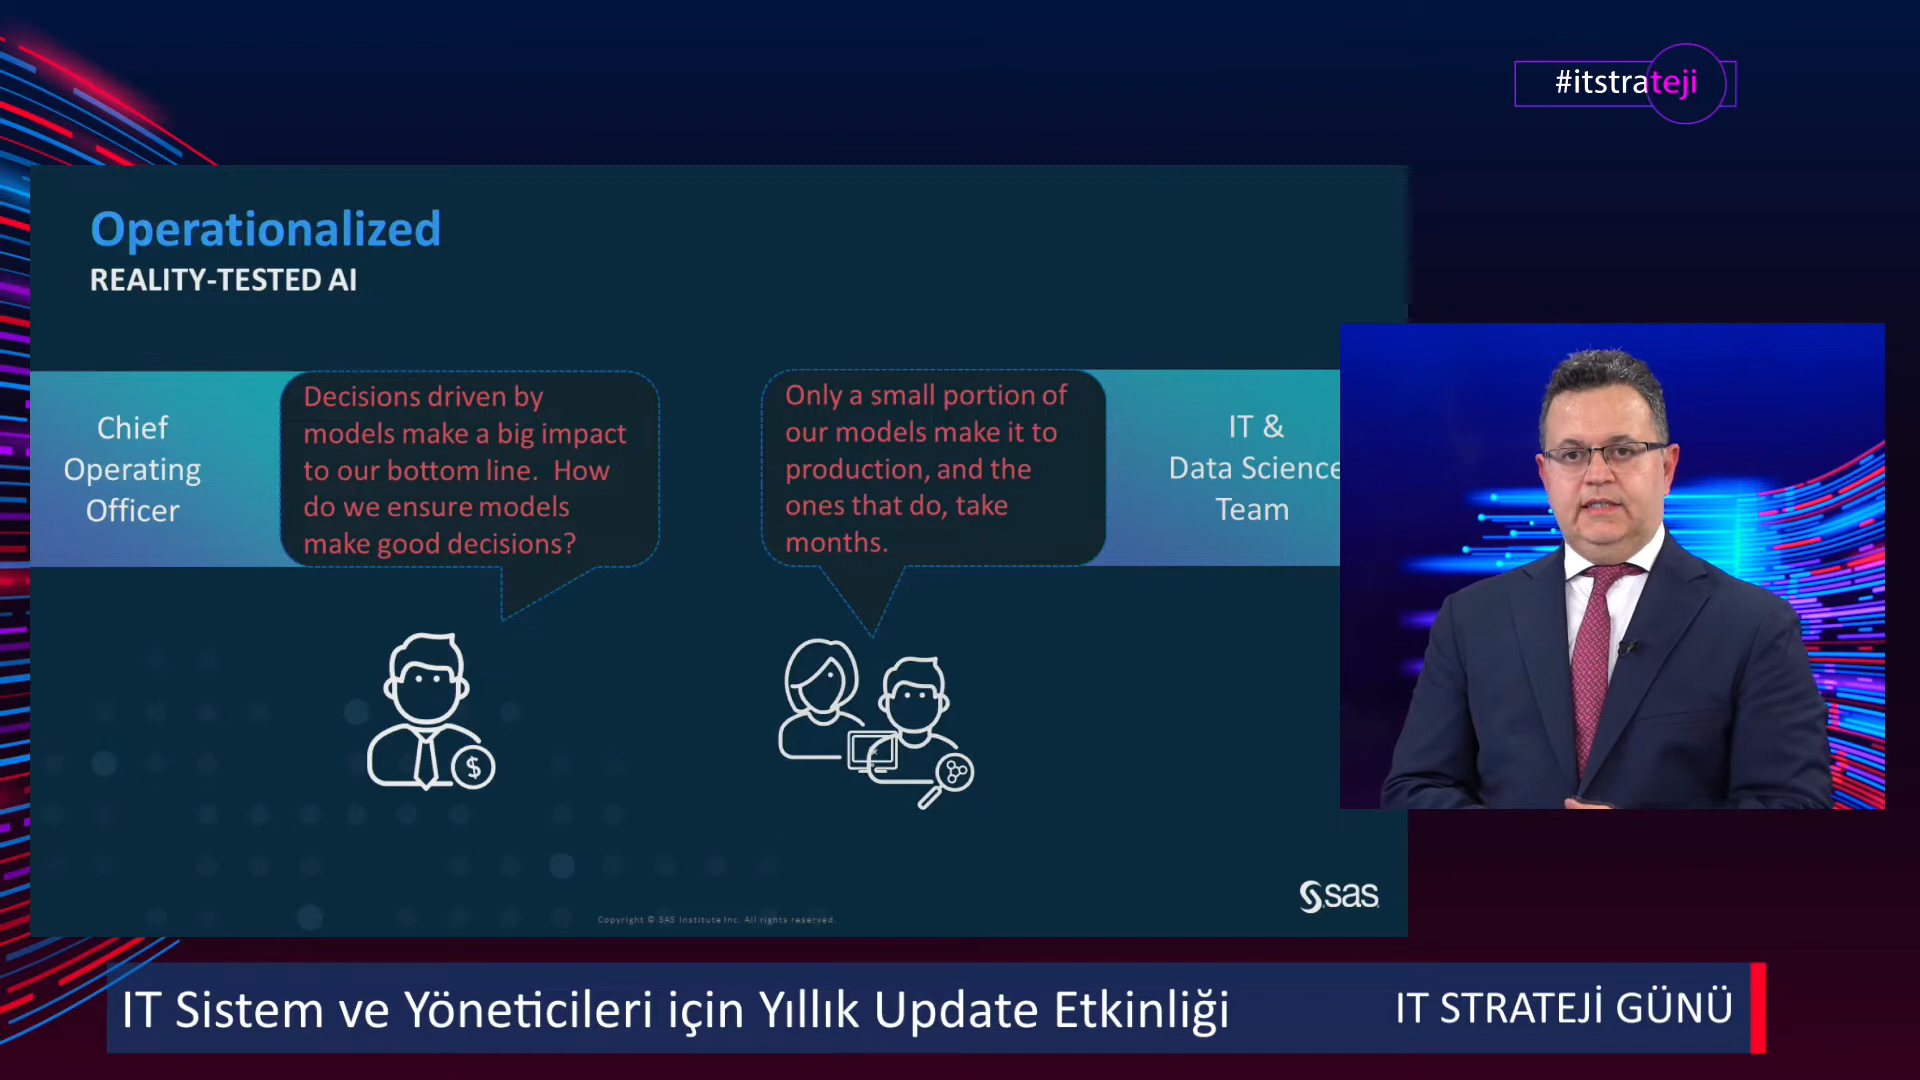 #itstrateji
Operationalized
REALITY-TESTED AI
Chief
Operating
Officer
Decisions driven by
models make a big impact
to our bottom line.  How
do we ensure models
make good decisions?
Only a small portion of
our models make it to
production, and the
ones that do, take
months.
IT &
Data Science
Team
$
sas
Copyright © SAS Institute Inc. All rights reserved.
IT Sistem ve Yöneticileri için Yıllık Update Etkinliği
IT STRATEJİ GÜNÜ